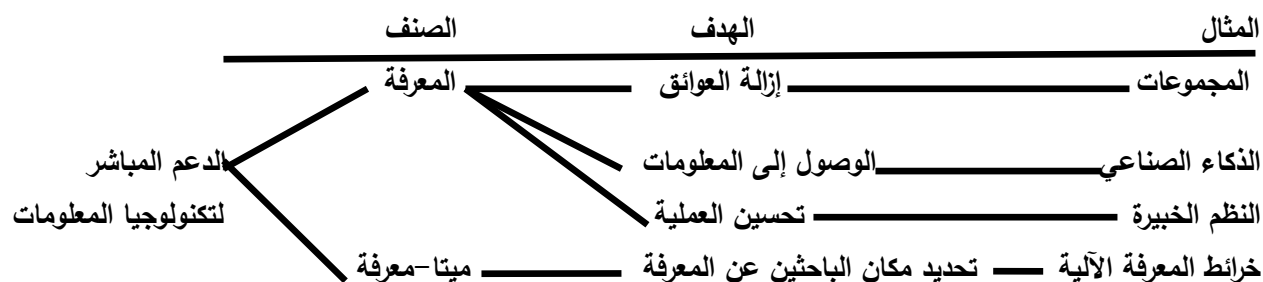 المثال الهدف الصنف
المجموعات إزالة العوائق المعرفة
الذكاء الصناعي الوصول إلى المعلومات الدعم المباشر
النظم الخبيرة تحسين العملية لتكنولوجيا المعلومات
خرائط المعرفة الآلية تحديد مكان الباحثين عن المعرفة ميتا-معرفة